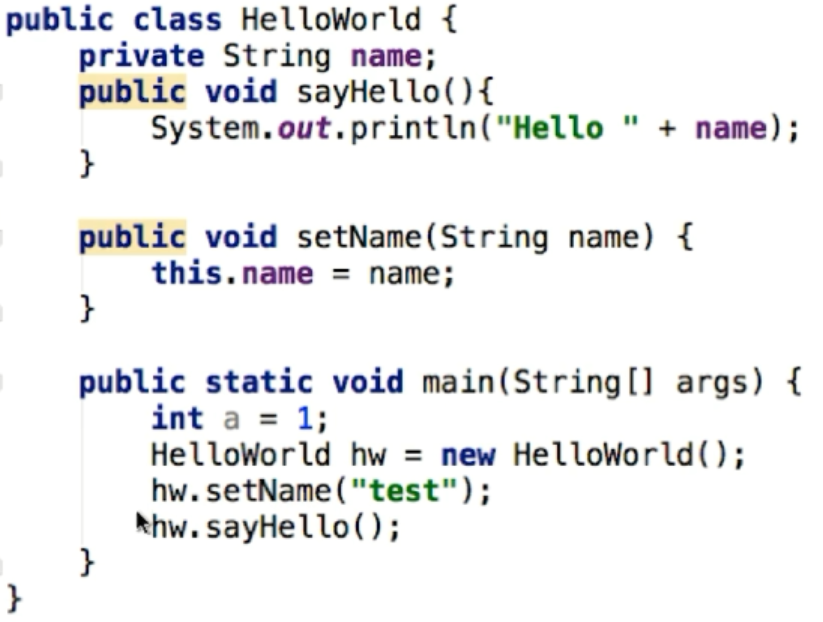 public class HelloWorld {
    private String name;
    public void sayHello(){
        System.out.println("Hello " + name);
    }

    public void setName(String name) {
        this.name = name;
    }

    public static void main(String[] args) {
        int a = 1;
        HelloWorld hw = new HelloWorld();
        hw.setName("test");
        hw.sayHello();
    }
}